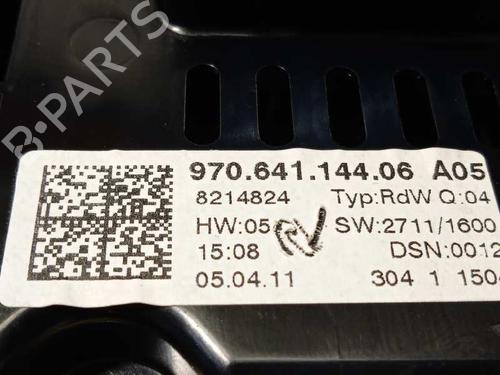 B-PARTS
970.641.144.06 A05
8214824 Typ:RdW Q:04
HW:05 SW:2711/1600
15:08 DSN:0012
05.04.11 304 1 1504